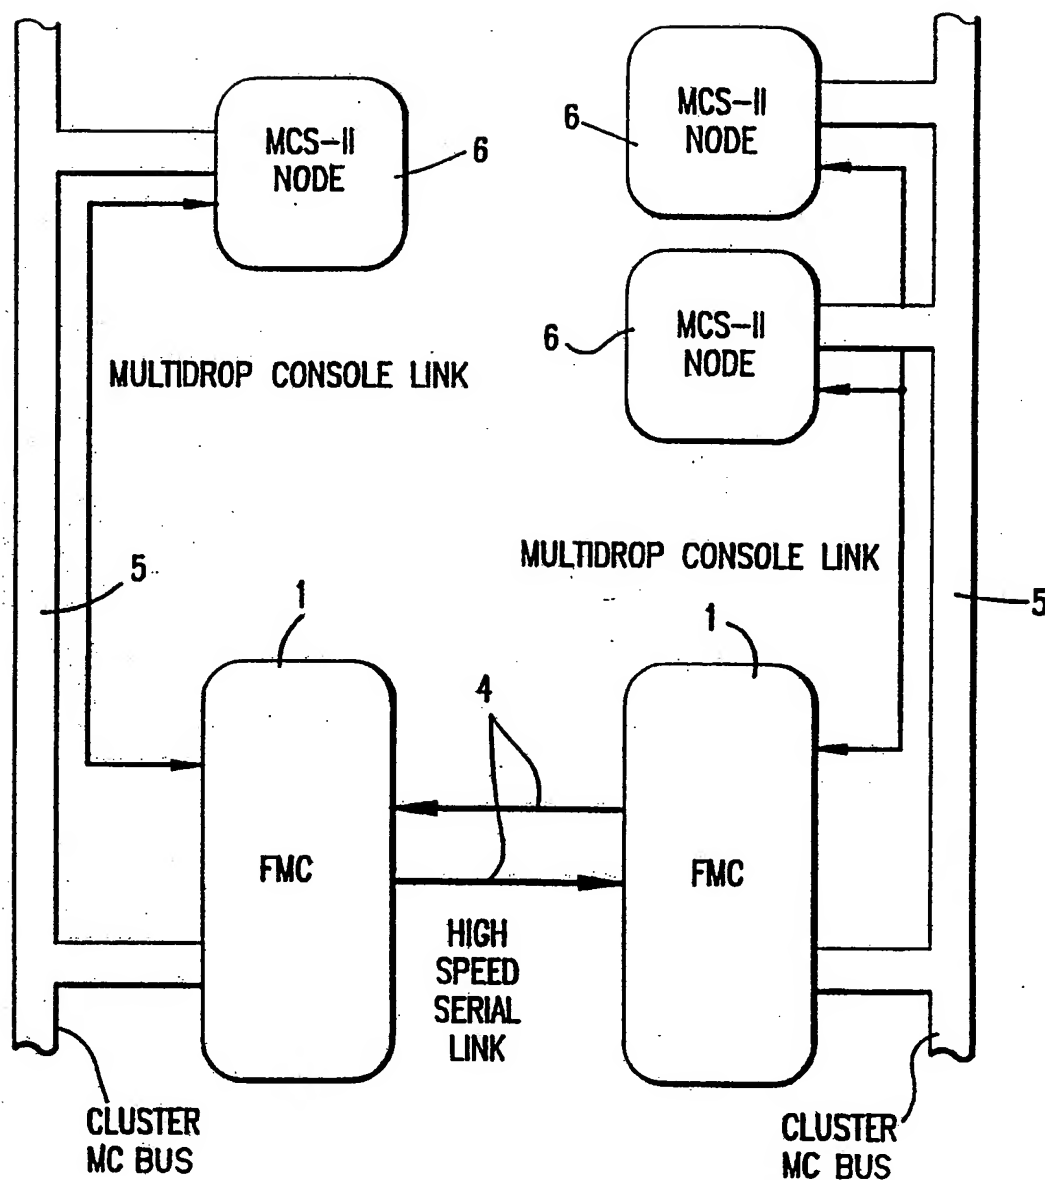 MCS-II
NODE
6
MCS-II
NODE
6
MCS-II
NODE
6
MULTIDROP CONSOLE LINK
MULTIDROP CONSOLE LINK
5
5
1
1
4
FMC
FMC
HIGH
SPEED
SERIAL
LINK
CLUSTER
MC BUS
CLUSTER
MC BUS